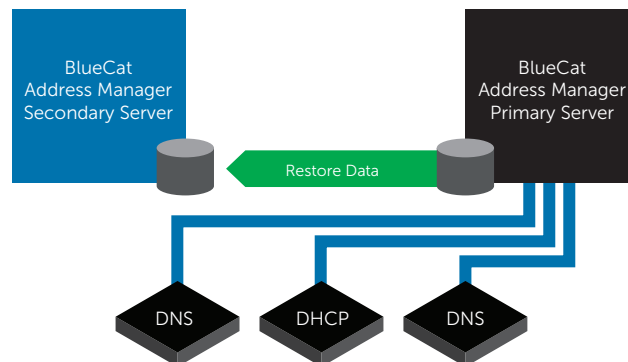 BlueCat
Address Manager
Secondary Server
BlueCat
Address Manager
Primary Server
Restore Data
DNS
DHCP
DNS